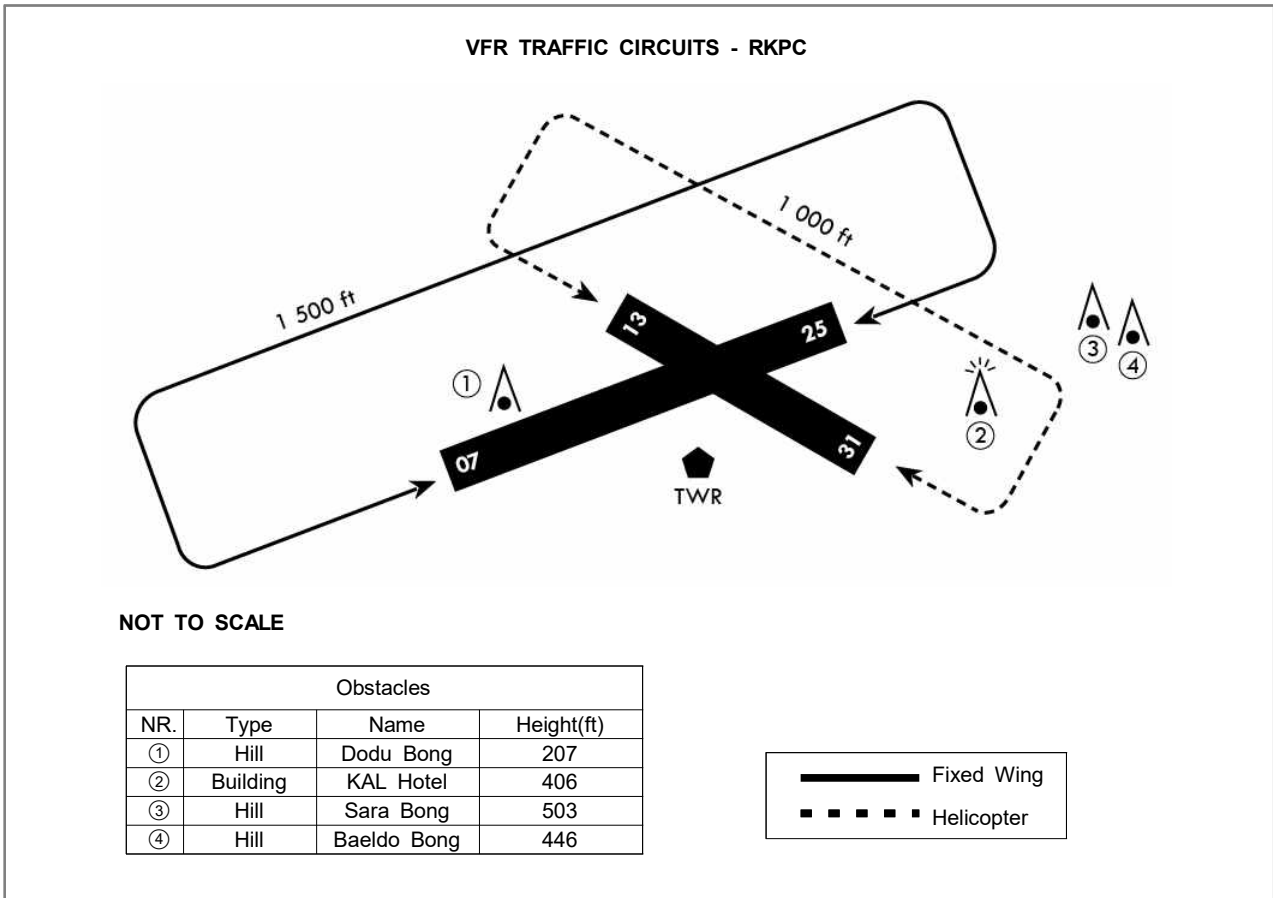 VFR TRAFFIC CIRCUITS - RKPC
1 000 ft
1 500 ft
13
25
①
③
④
②
07
31
TWR
NOT TO SCALE
Obstacles
NR. Type Name Height(ft)
① Hill Dodu Bong 207
② Building KAL Hotel 406
③ Hill Sara Bong 503
④ Hill Baeldo Bong 446
Fixed Wing
Helicopter